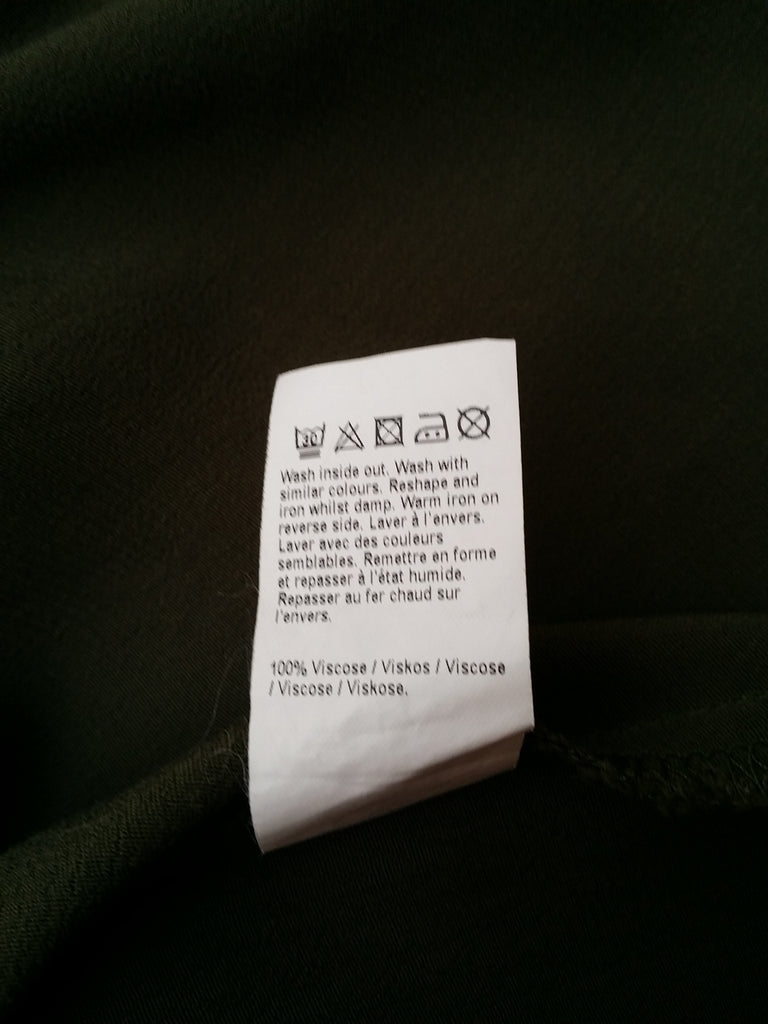 30
Wash inside out. Wash with
similar colours. Reshape and
iron whilst damp. Warm iron on
reverse side. Laver à l'envers.
Laver avec des couleurs
semblables. Remettre en forme
et repasser à l'état humide.
Repasser au fer chaud sur
l'envers.
100% Viscose / Viskos / Viscose
/ Viscose / Viskose.